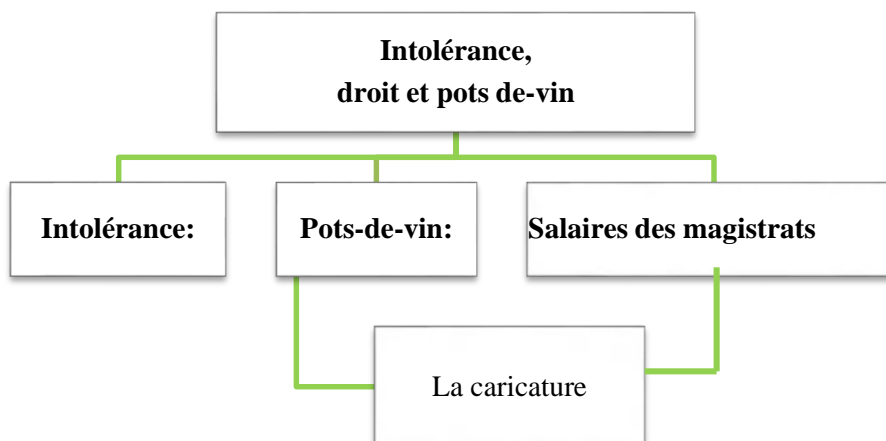 Intolérance,
droit et pots de-vin
Intolérance:
Pots-de-vin:
Salaires des magistrats
La caricature